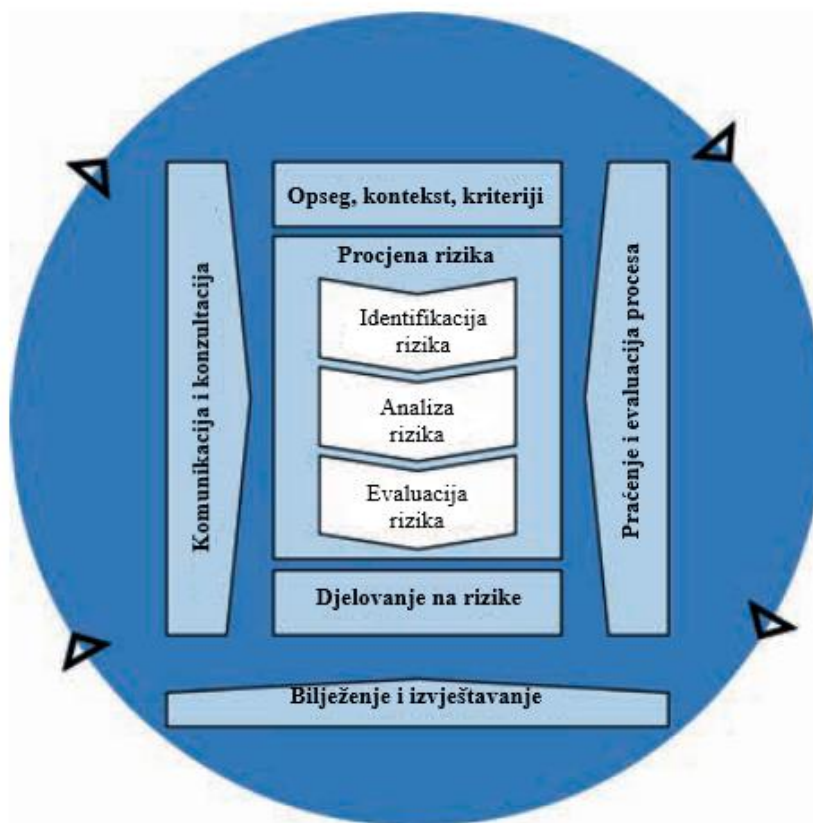 Opseg, kontekst, kriteriji
Procjena rizika
Identifikacija
rizika
Analiza
rizika
Evaluacija
rizika
Djelovanje na rizike
Komunikacija i konzultacija
Praćenje i evaluacija procesa
Bilježenje i izvještavanje